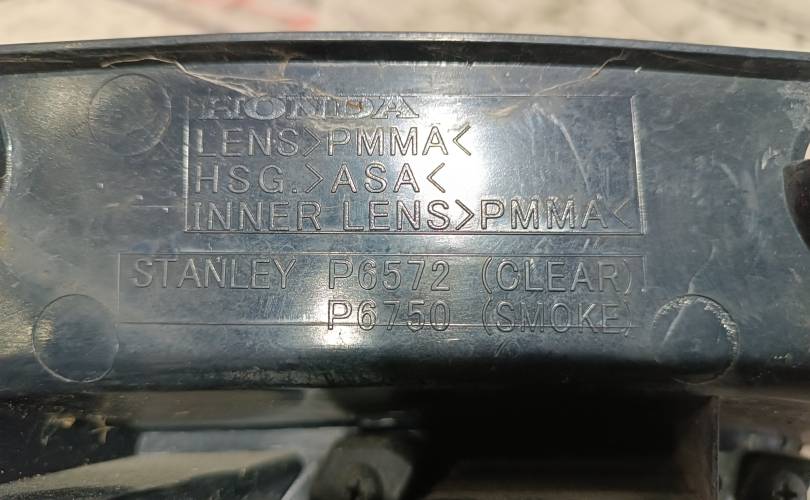 HONDA
LENS>PMMA<
HSG.>ASA<
INNER LENS>PMMA<
STANLEY P6572 (CLEAR)
P6750 (SMOKE)